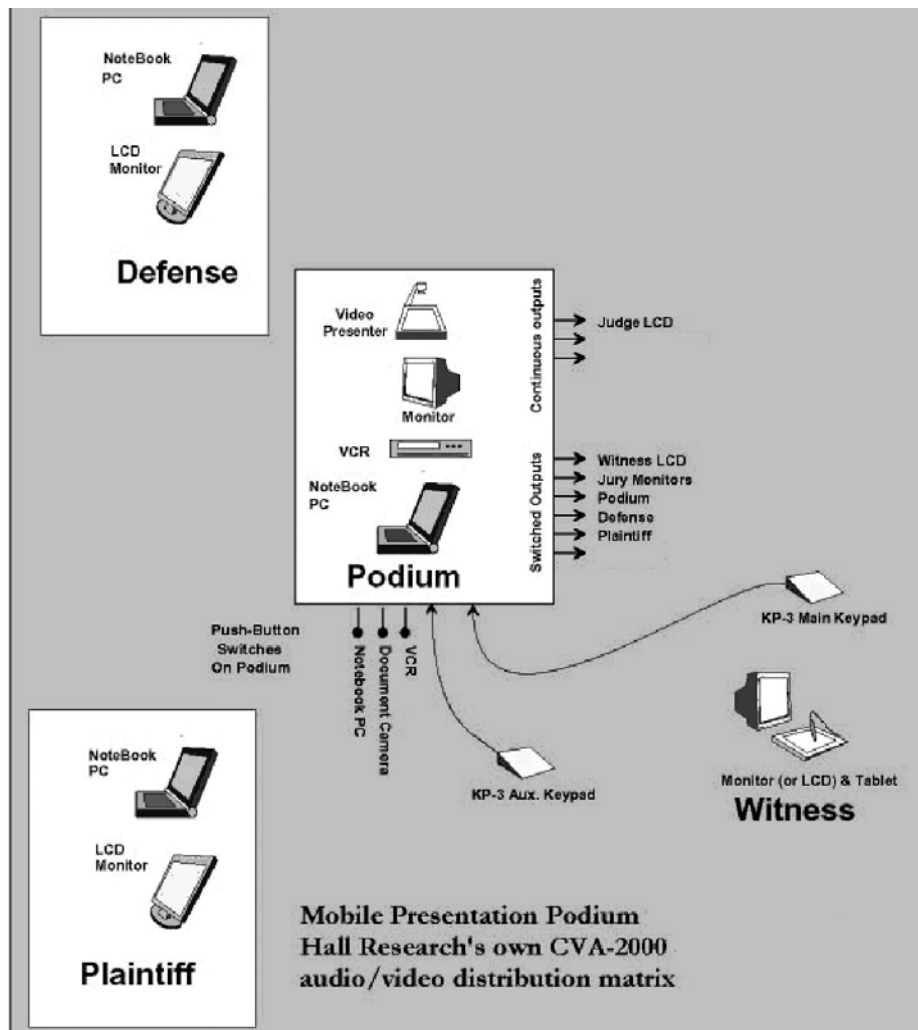 NoteBook
PC
LCD
Monitor
Defense
Video
Presenter
Monitor
VCR
NoteBook
PC
Podium
Continuous outputs
Judge LCD
Switched Outputs
Witness LCD
Jury Monitors
Podium
Defense
Plaintiff
Push-Button
Switches
On Podium
Notebook PC
Document Camera
VCR
KP-3 Main Keypad
KP-3 Aux. Keypad
Monitor (or LCD) & Tablet
Witness
NoteBook
PC
LCD
Monitor
Plaintiff
Mobile Presentation Podium
Hall Research's own CVA-2000
audio/video distribution matrix